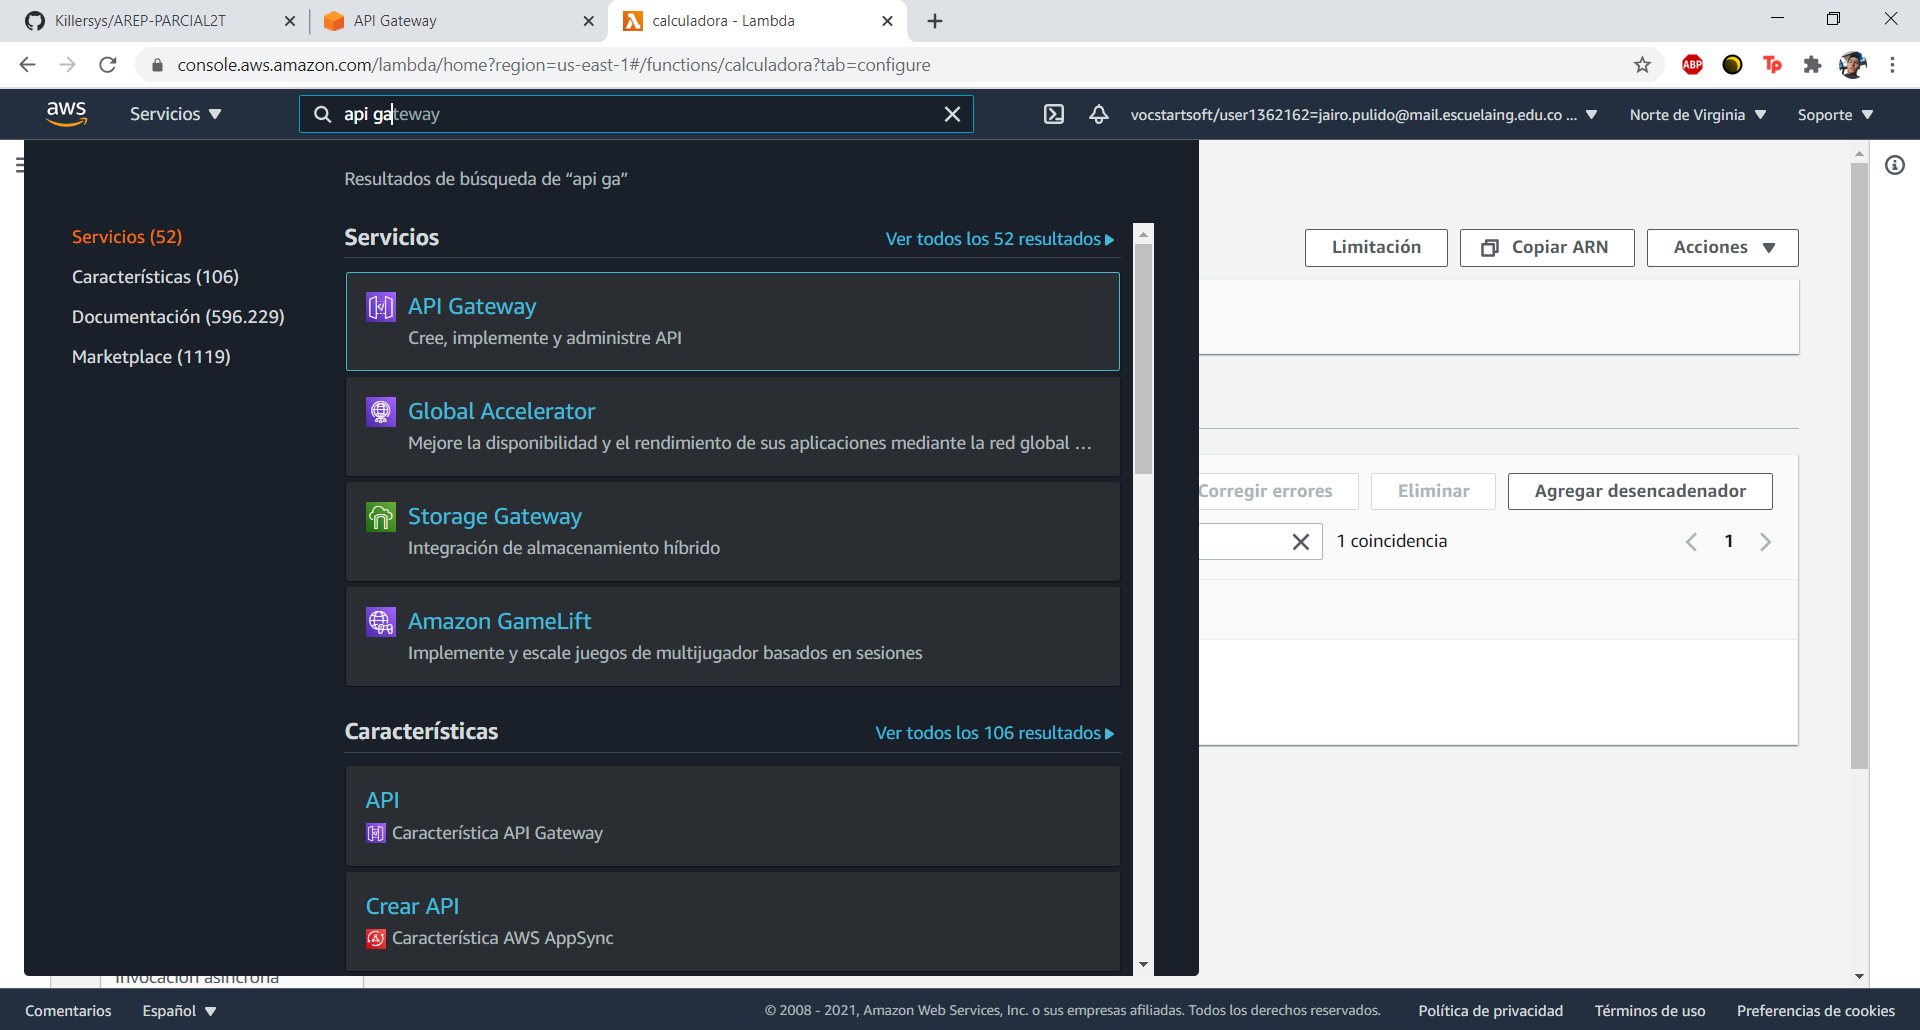 Killersys/AREP-PARCIAL2T
API Gateway
calculadora - Lambda
console.aws.amazon.com/lambda/home?region=us-east-1#/functions/calculadora?tab=configure
ABP
Tp
aws
Servicios
api gateway
vocstartsoft/user1362162=jairo.pulido@mail.escuelaing.edu.co ...
Norte de Virginia
Soporte
Resultados de búsqueda de “api ga”
Servicios (52)
Características (106)
Documentación (596.229)
Marketplace (1119)
Servicios
Ver todos los 52 resultados
API Gateway
Cree, implemente y administre API
Global Accelerator
Mejore la disponibilidad y el rendimiento de sus aplicaciones mediante la red global ...
Storage Gateway
Integración de almacenamiento híbrido
Amazon GameLift
Implemente y escale juegos de multijugador basados en sesiones
Características
Ver todos los 106 resultados
API
Característica API Gateway
Crear API
Característica AWS AppSync
Limitación
Copiar ARN
Acciones
Corregir errores
Eliminar
Agregar desencadenador
1 coincidencia
1
Invocación asíncrona
Comentarios
Español
© 2008 - 2021, Amazon Web Services, Inc. o sus empresas afiliadas. Todos los derechos reservados.
Política de privacidad
Términos de uso
Preferencias de cookies